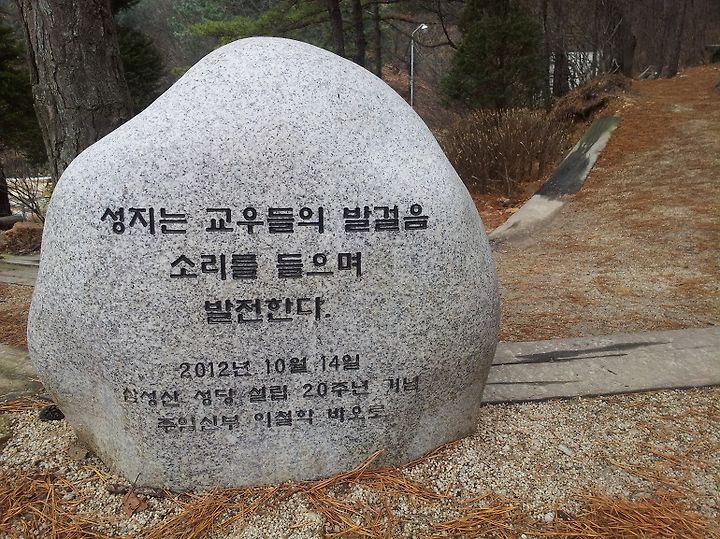 성지는 교우들의 발걸음
소리를 들으며
발전한다.
2012년 10월 14일
삼성산 성당 설립 20주년 기념
주임신부 이철학 바오로